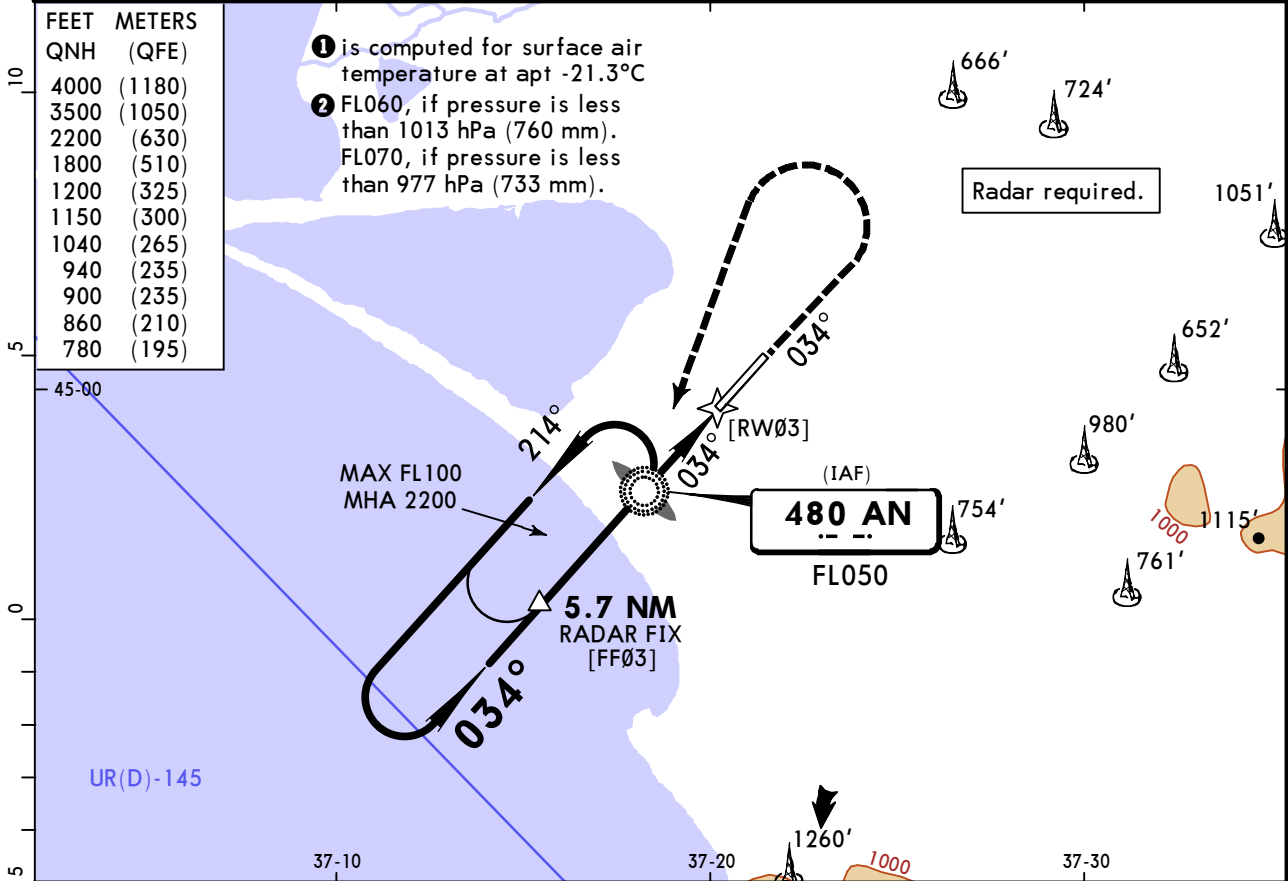 FEET METERS
QNH (QFE)
4000 (1180)
3500 (1050)
2200 (630)
1800 (510)
1200 (325)
1150 (300)
1040 (265)
940 (235)
900 (235)
860 (210)
780 (195)
1 is computed for surface air
temperature at apt -21.3°C
2 FL060, if pressure is less
than 1013 hPa (760 mm).
FL070, if pressure is less
than 977 hPa (733 mm).
666'
724'
Radar required.
1051'
10
5
0
5
45-00
652'
034°
[RWØ3]
034°
214°
980'
MAX FL100
MHA 2200
(IAF)
480 AN
FL050
754'
1000
1115'
761'
5.7 NM
RADAR FIX
[FFØ3]
034°
UR(D)-145
1260'
1000
37-10
37-20
37-30